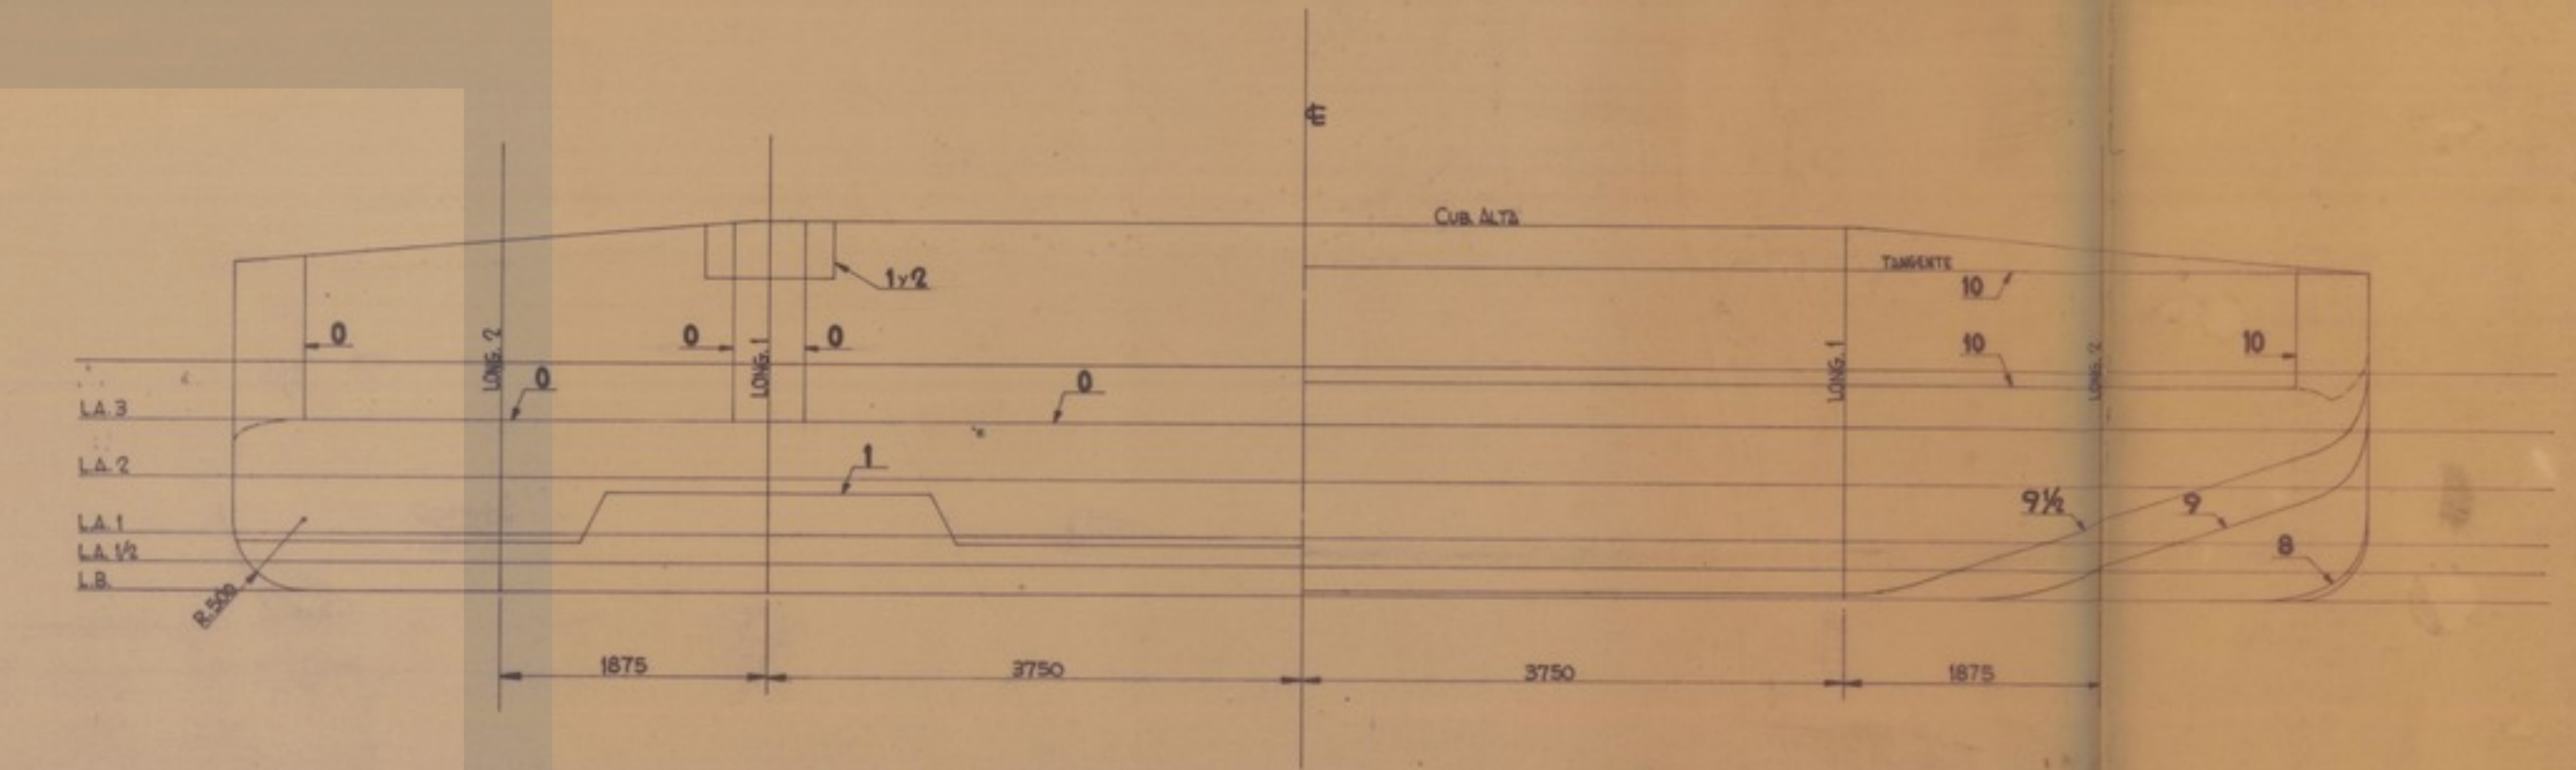 ℄
CUB. ALTA
TANGENTE
1y2
10
0
LONG. 2
0
LONG. 1
0
10
LONG. 1
LONG. 2
10
0
0
L.A. 3
1
L.A. 2
9½
9
L.A. 1
8
L.A. 1/2
L.B.
R.500
1875
3750
3750
1875